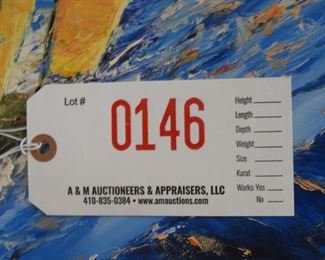 Lot #
0146
Height
Length
Depth
Weight
Size
Karat
Works: Yes
No
A & M AUCTIONEERS & APPRAISERS, LLC
410-835-0384 • www.amauctions.com